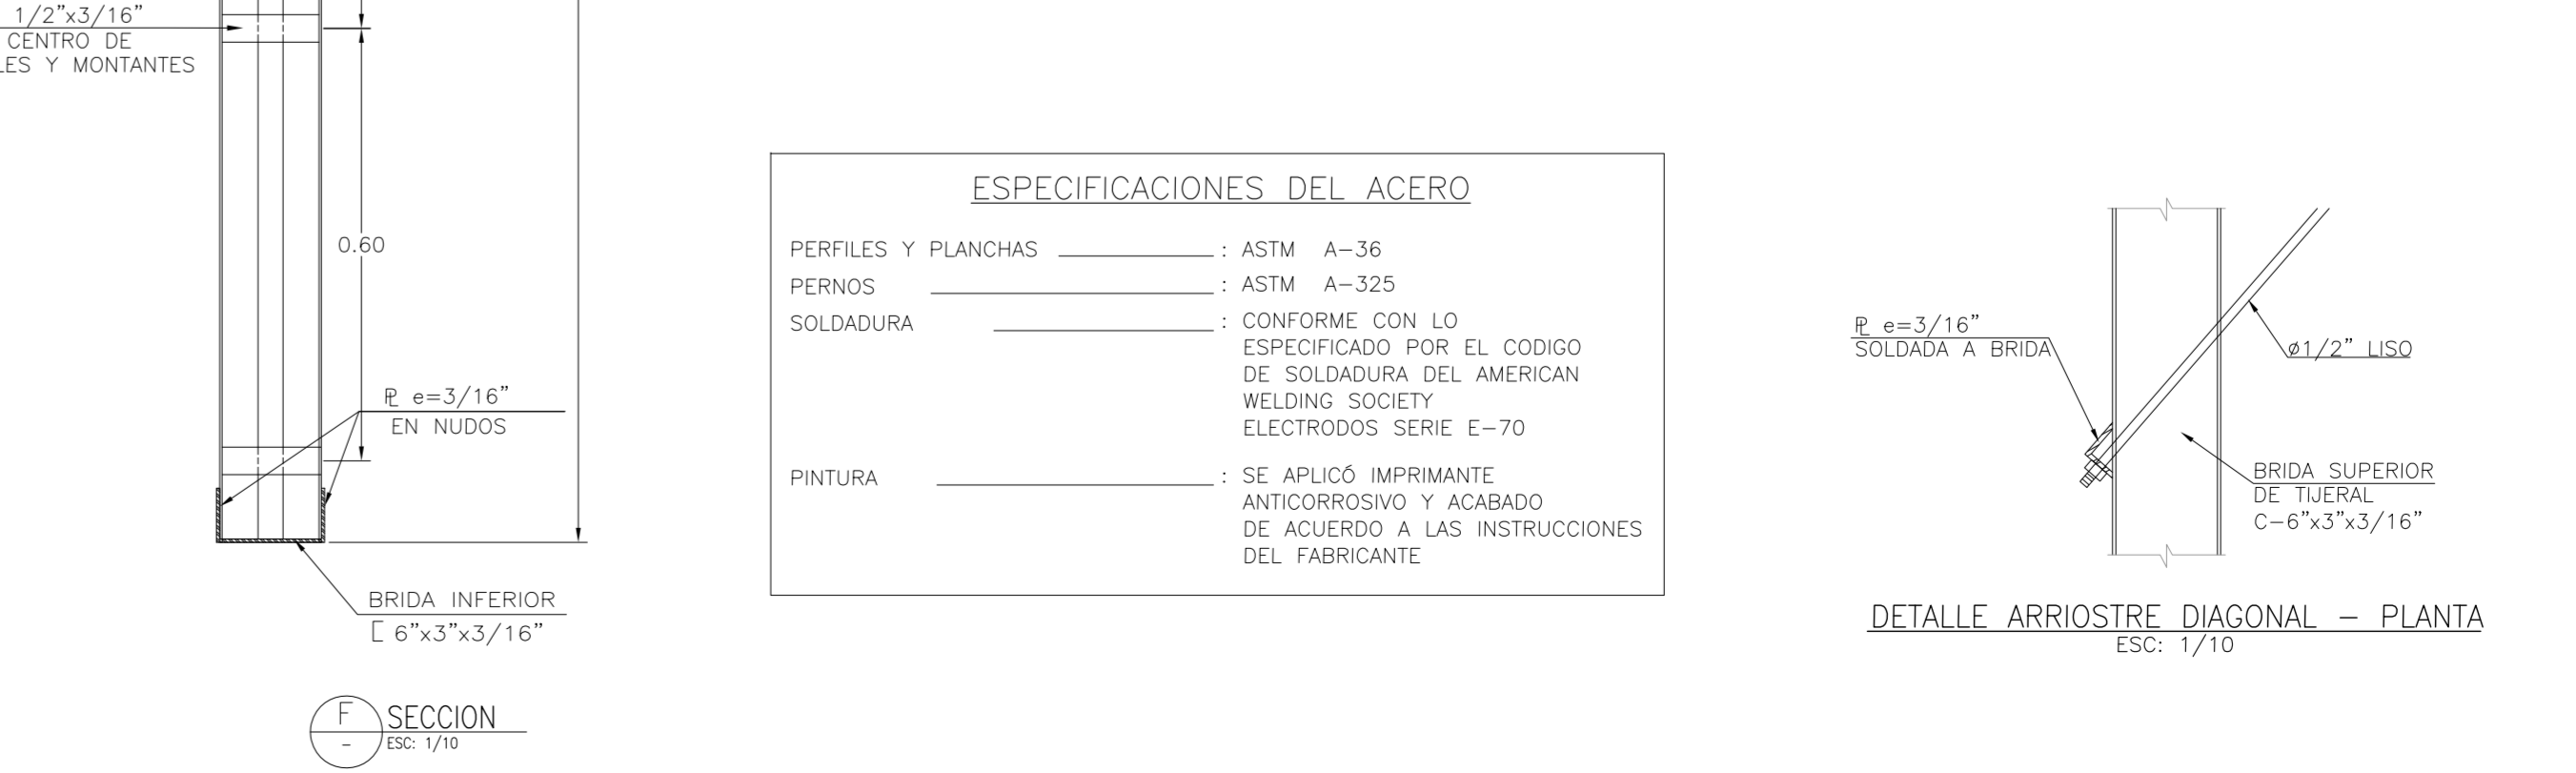 1/2"x3/16"
CENTRO DE
LES Y MONTANTES
0.60
PL e=3/16"
EN NUDOS
BRIDA INFERIOR
[ 6"x3"x3/16"
F
-
SECCION
ESC: 1/10
ESPECIFICACIONES DEL ACERO
PERFILES Y PLANCHAS : ASTM A-36
PERNOS : ASTM A-325
SOLDADURA : CONFORME CON LO
ESPECIFICADO POR EL CODIGO
DE SOLDADURA DEL AMERICAN
WELDING SOCIETY
ELECTRODOS SERIE E-70
PINTURA : SE APLICÓ IMPRIMANTE
ANTICORROSIVO Y ACABADO
DE ACUERDO A LAS INSTRUCCIONES
DEL FABRICANTE
PL e=3/16"
SOLDADA A BRIDA
ø1/2" LISO
BRIDA SUPERIOR
DE TIJERAL
C-6"x3"x3/16"
DETALLE ARRIOSTRE DIAGONAL - PLANTA
ESC: 1/10